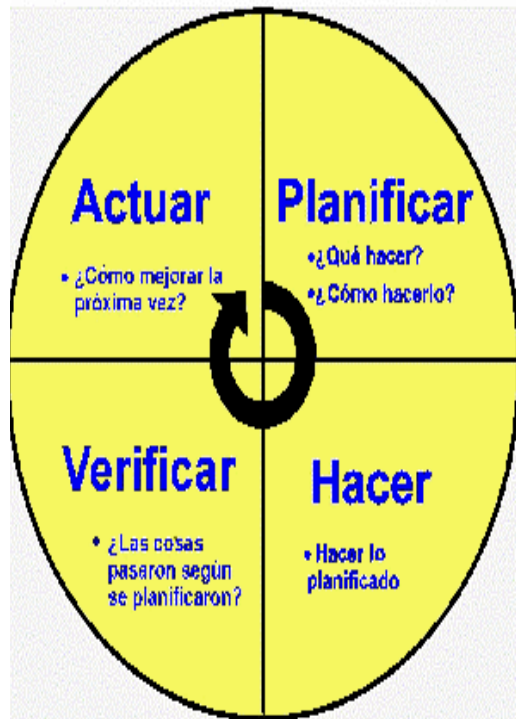 Actuar
• ¿Cómo mejorar la
próxima vez?
Planificar
•¿Qué hacer?
•¿Cómo hacerlo?
Verificar
• ¿Las cosas
pasaron según
se planificaron?
Hacer
• Hacer lo
planificado